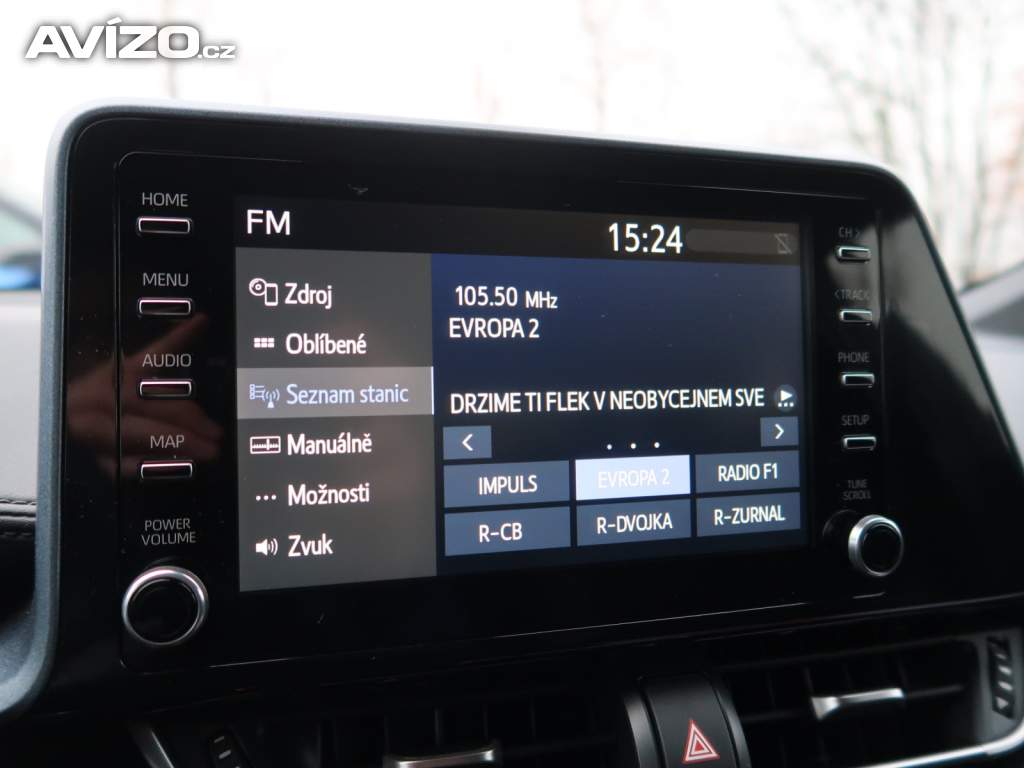 AVÍZO.cz
HOME
MENU
AUDIO
MAP
POWER
VOLUME
FM
15:24
Zdroj
Oblíbené
Seznam stanic
Manuálně
Možnosti
Zvuk
105.50 MHz
EVROPA 2
DRZIME TI FLEK V NEOBYCEJNEM SVE
<
>
IMPULS
EVROPA 2
RADIO F1
R-CB
R-DVOJKA
R-ZURNAL
CH >
< TRACK
PHONE
SETUP
TUNE
SCROLL